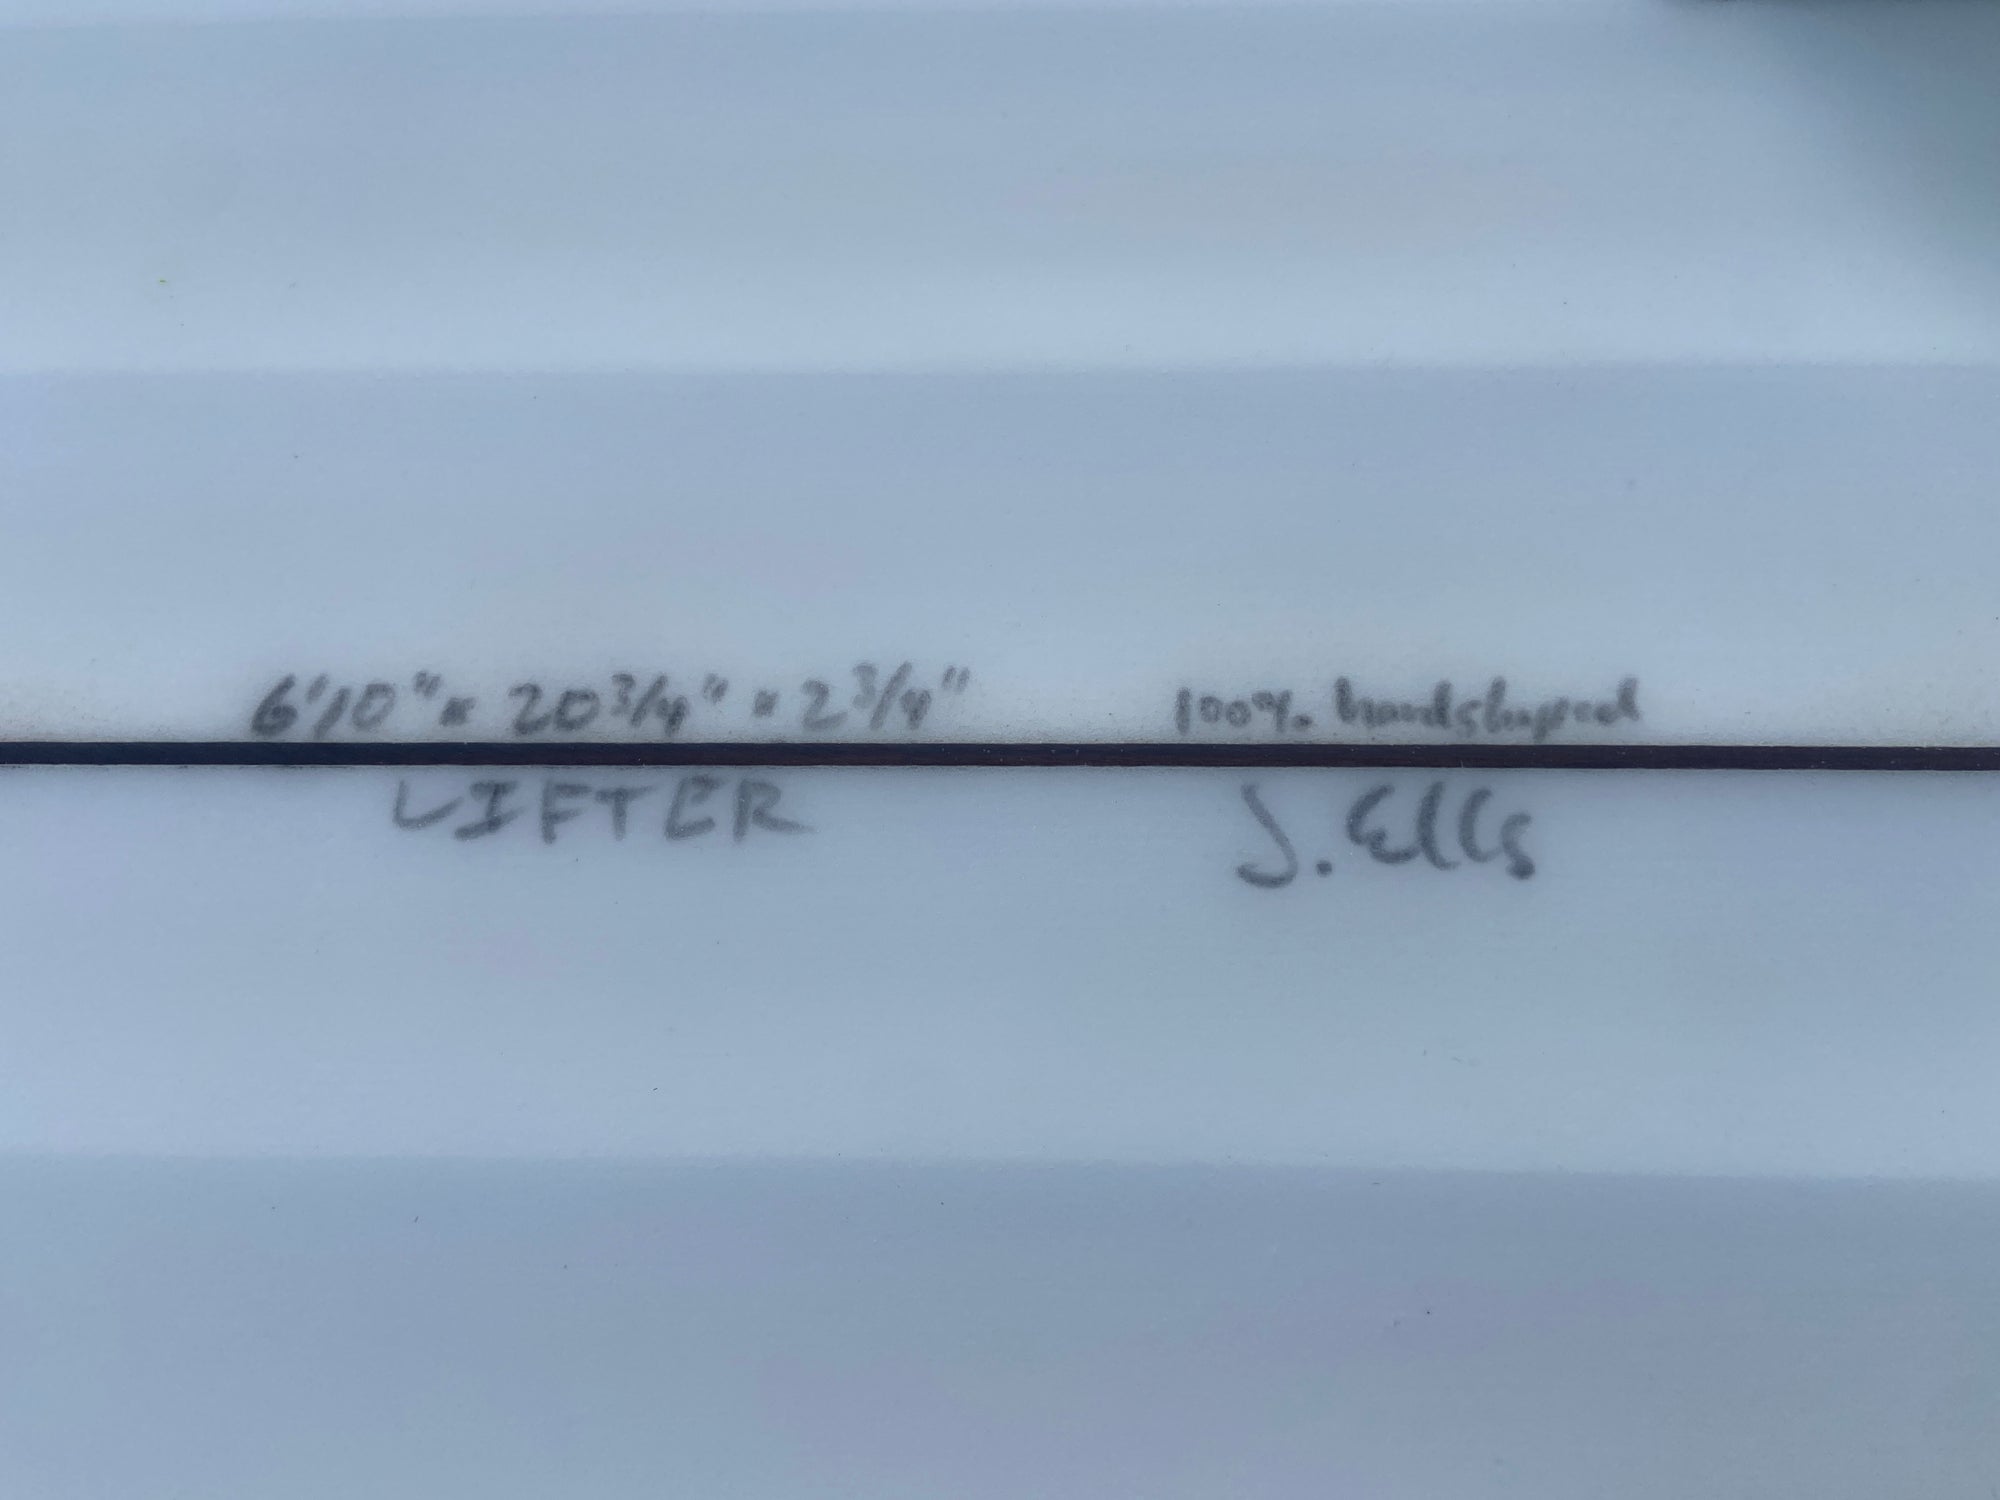 6'10" x 20 3/4" x 2 3/4"
LIFTER
100% handshaped
J. Ells